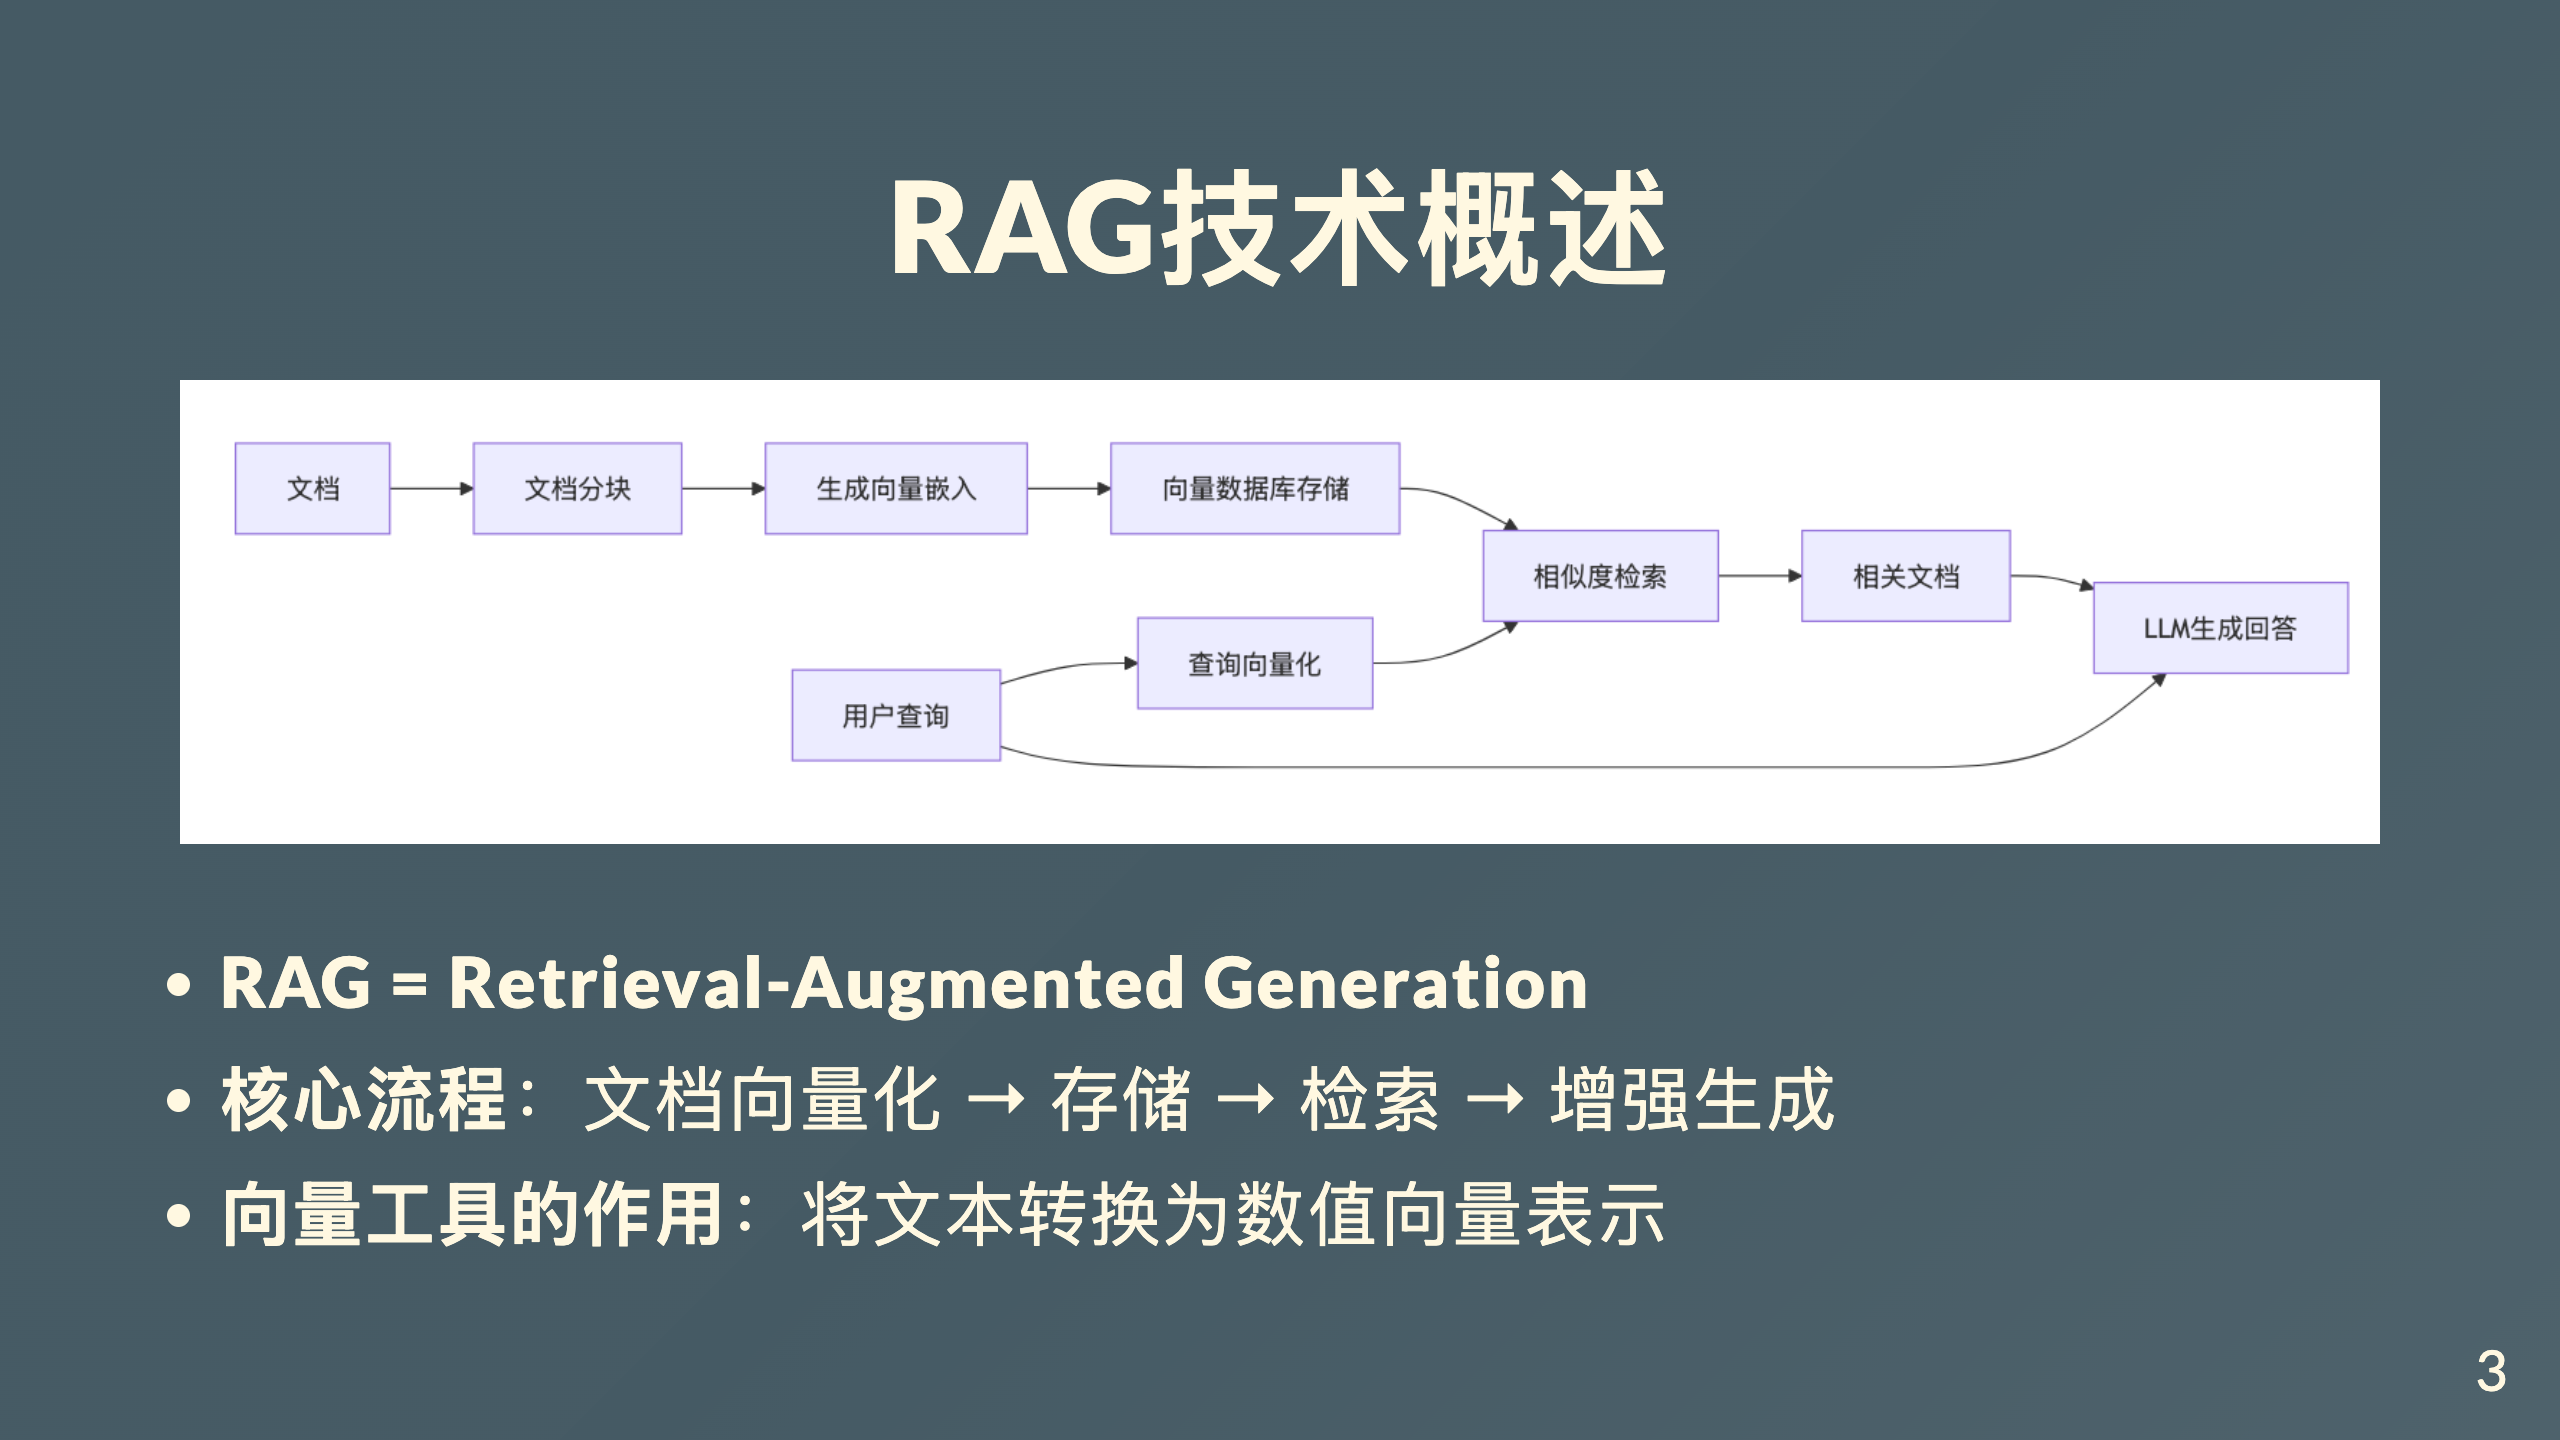 RAG技术概述
文档
文档分块
生成向量嵌入
向量数据库存储
相似度检索
相关文档
LLM生成回答
查询向量化
用户查询
• RAG = Retrieval-Augmented Generation
• 核心流程：文档向量化 → 存储 → 检索 → 增强生成
• 向量工具的作用：将文本转换为数值向量表示
3